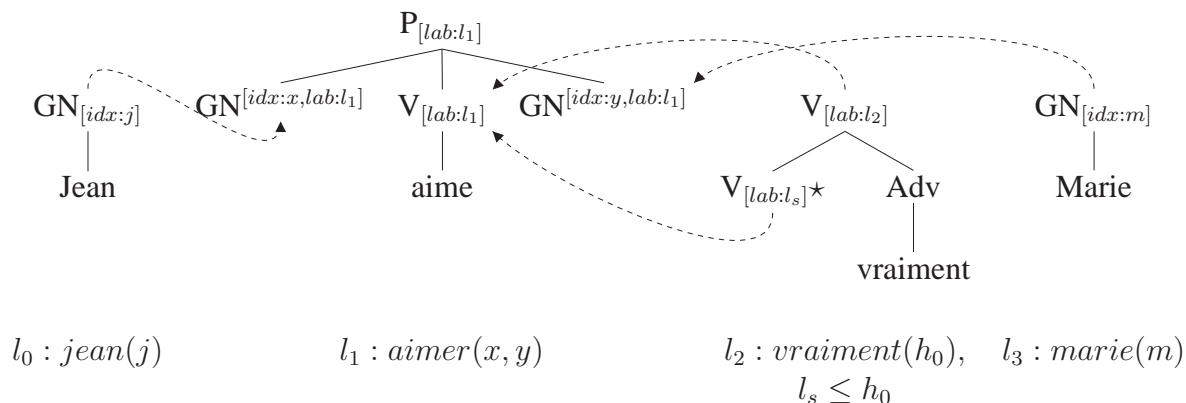 P[lab:l₁]
GN[idx:j] GN[idx:x,lab:l₁] V[lab:l₁] GN[idx:y,lab:l₁] V[lab:l₂] GN[idx:m]
Jean aime V[lab:lₛ]⋆ Adv Marie
vraiment
l₀ : jean(j) l₁ : aimer(x, y) l₂ : vraiment(h₀), l₃ : marie(m)
lₛ ≤ h₀